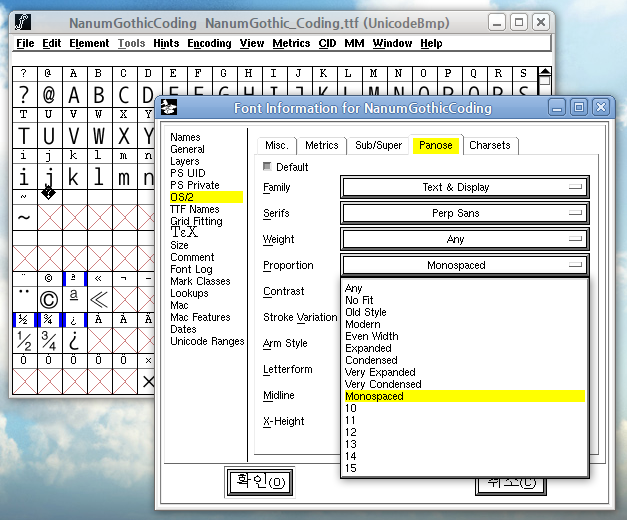 NanumGothicCoding NanumGothic_Coding.ttf (UnicodeBmp)
File Edit Element Tools Hints Encoding View Metrics CID MM Window Help
? @ A B C D E F G H I J K L M N O P Q R S
? @ A B C D
T U V W X Y
T U V W X Y
i j k l m n
i j k l m n
~
~
¨ © ª « ¬ -
¨ © ª «
½ ¾ ¿ À Á Â
½ ¾ ¿
×
×
Font Information for NanumGothicCoding
Names
General
Layers
PS UID
PS Private
OS/2
TTF Names
Grid Fitting
TεX
Size
Comment
Font Log
Mark Classes
Lookups
Mac
Mac Features
Dates
Unicode Ranges
Misc. Metrics Sub/Super Panose Charsets
Default
Family Text & Display
Serifs Perp Sans
Weight Any
Proportion Monospaced
Contrast
Stroke Variation
Arm Style
Letterform
Midline
X-Height
Any
No Fit
Old Style
Modern
Even Width
Expanded
Condensed
Very Expanded
Very Condensed
Monospaced
10
11
12
13
14
15
확인(O) 취소(C)